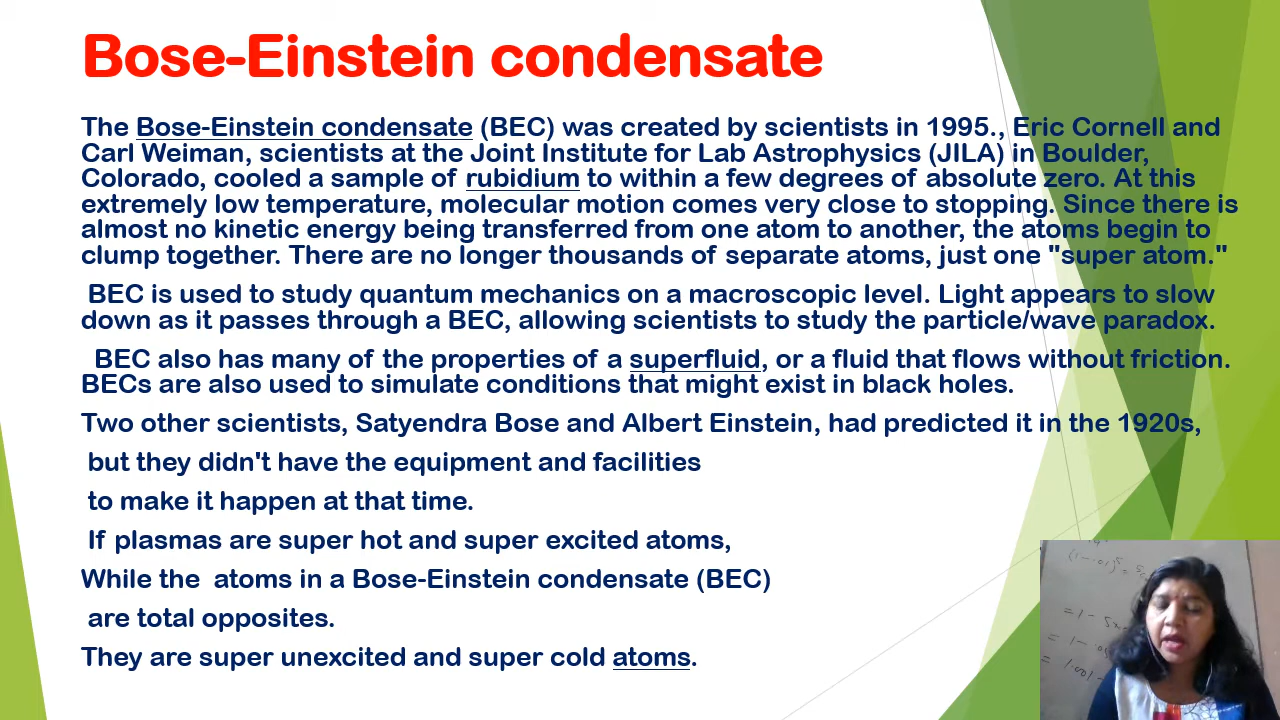 Bose-Einstein condensate
The Bose-Einstein condensate (BEC) was created by scientists in 1995., Eric Cornell and
Carl Weiman, scientists at the Joint Institute for Lab Astrophysics (JILA) in Boulder,
Colorado, cooled a sample of rubidium to within a few degrees of absolute zero. At this
extremely low temperature, molecular motion comes very close to stopping. Since there is
almost no kinetic energy being transferred from one atom to another, the atoms begin to
clump together. There are no longer thousands of separate atoms, just one "super atom."
BEC is used to study quantum mechanics on a macroscopic level. Light appears to slow
down as it passes through a BEC, allowing scientists to study the particle/wave paradox.
BEC also has many of the properties of a superfluid, or a fluid that flows without friction.
BECs are also used to simulate conditions that might exist in black holes.
Two other scientists, Satyendra Bose and Albert Einstein, had predicted it in the 1920s,
but they didn't have the equipment and facilities
to make it happen at that time.
If plasmas are super hot and super excited atoms,
While the atoms in a Bose-Einstein condensate (BEC)
are total opposites.
They are super unexcited and super cold atoms.